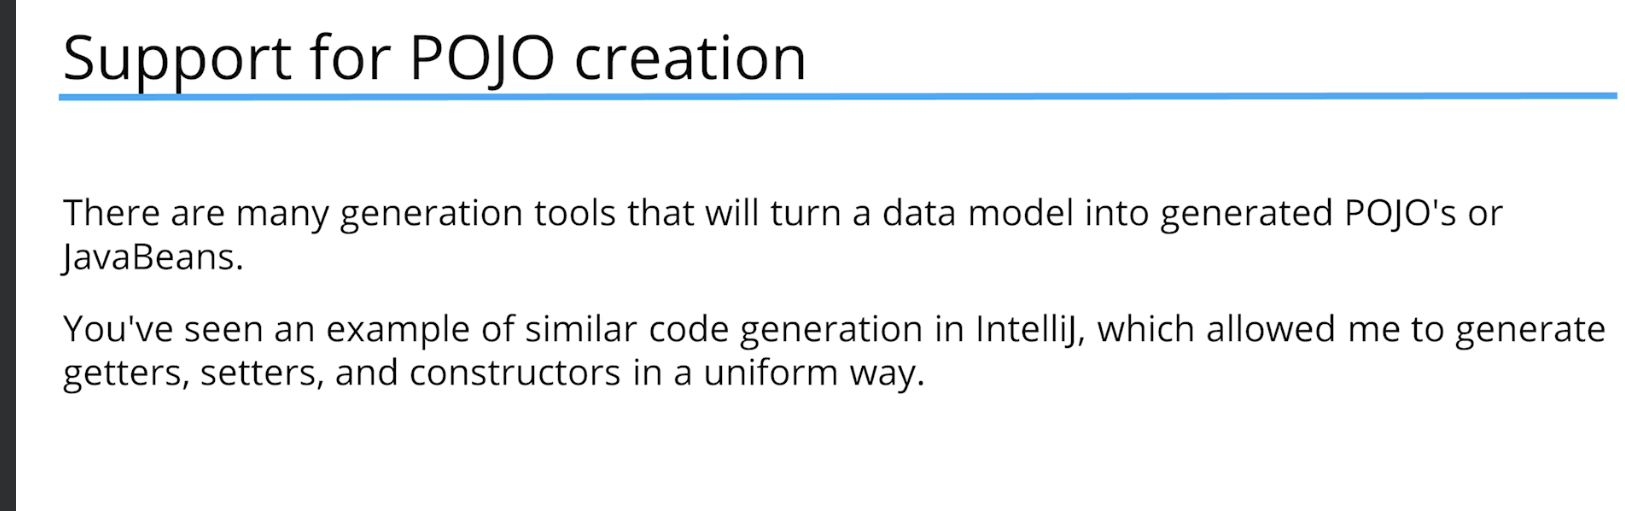 Support for POJO creation
There are many generation tools that will turn a data model into generated POJO's or
JavaBeans.
You've seen an example of similar code generation in IntelliJ, which allowed me to generate
getters, setters, and constructors in a uniform way.